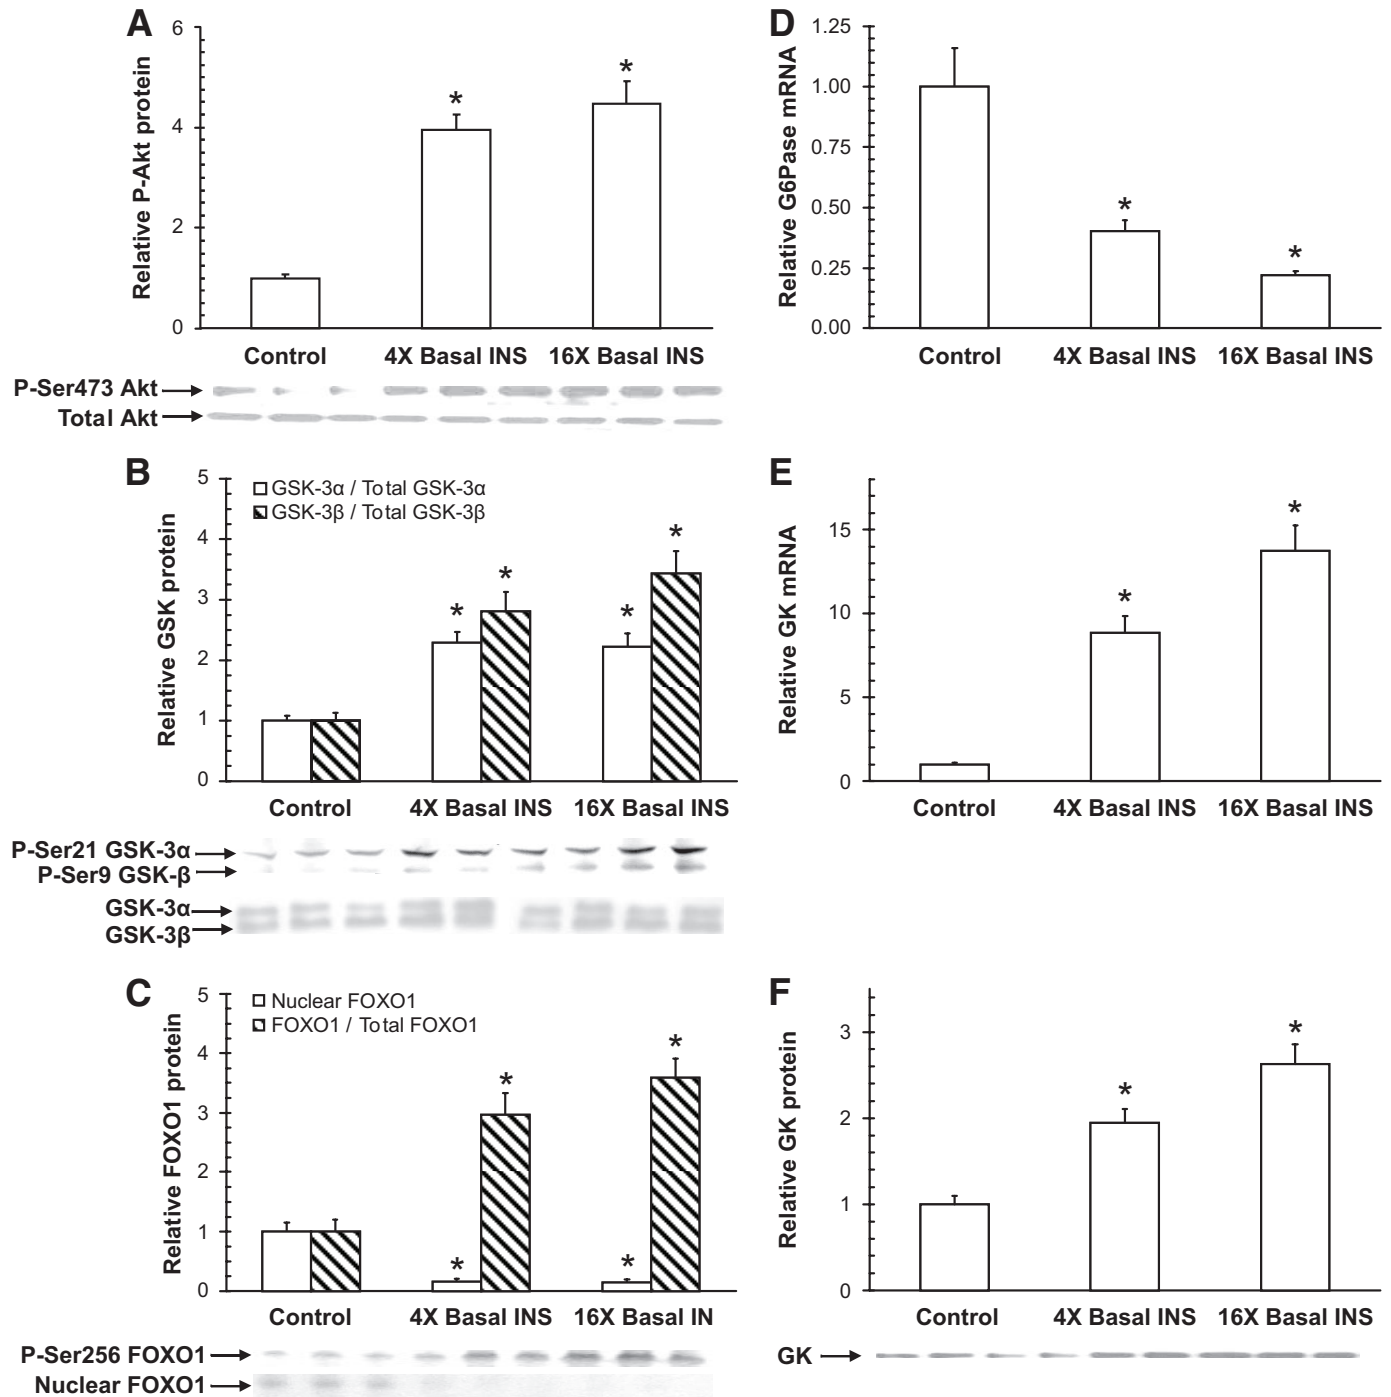 A
Relative P-Akt protein
6
4
2
0
*
*
Control
4X Basal INS
16X Basal INS
P-Ser473 Akt
Total Akt
B
Relative GSK protein
5
4
3
2
1
0
GSK-3α / Total GSK-3α
GSK-3β / Total GSK-3β
*
*
*
*
Control
4X Basal INS
16X Basal INS
P-Ser21 GSK-3α
P-Ser9 GSK-β
GSK-3α
GSK-3β
C
Relative FOXO1 protein
5
4
3
2
1
0
Nuclear FOXO1
FOXO1 / Total FOXO1
*
*
*
*
Control
4X Basal INS
16X Basal IN
P-Ser256 FOXO1
Nuclear FOXO1
D
Relative G6Pase mRNA
1.25
1.00
0.75
0.50
0.25
0.00
*
*
Control
4X Basal INS
16X Basal INS
E
Relative GK mRNA
15
10
5
0
*
*
Control
4X Basal INS
16X Basal INS
F
Relative GK protein
3
2
1
0
*
*
Control
4X Basal INS
16X Basal INS
GK